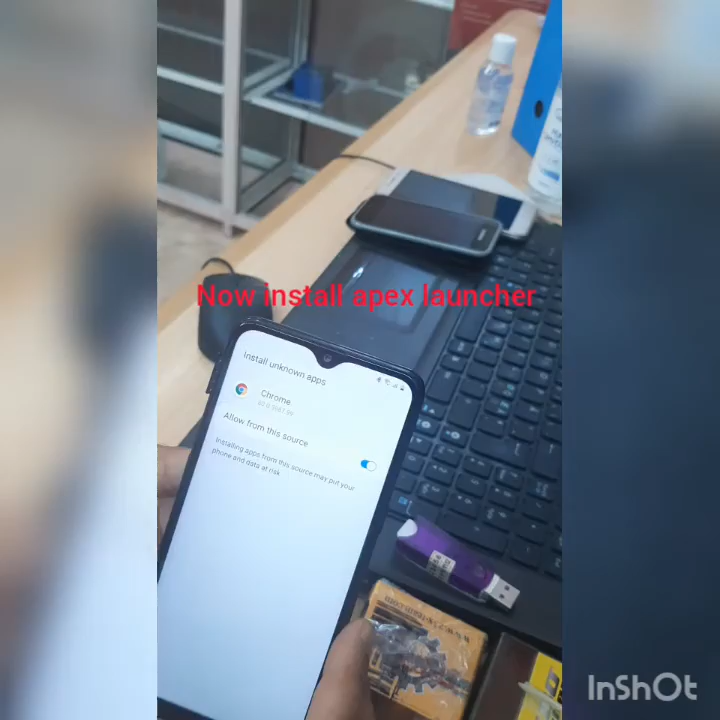 Now install apex launcher
Install unknown apps
Chrome
Allow from this source
Installing apps from this source may put your
phone and data at risk
InShOt